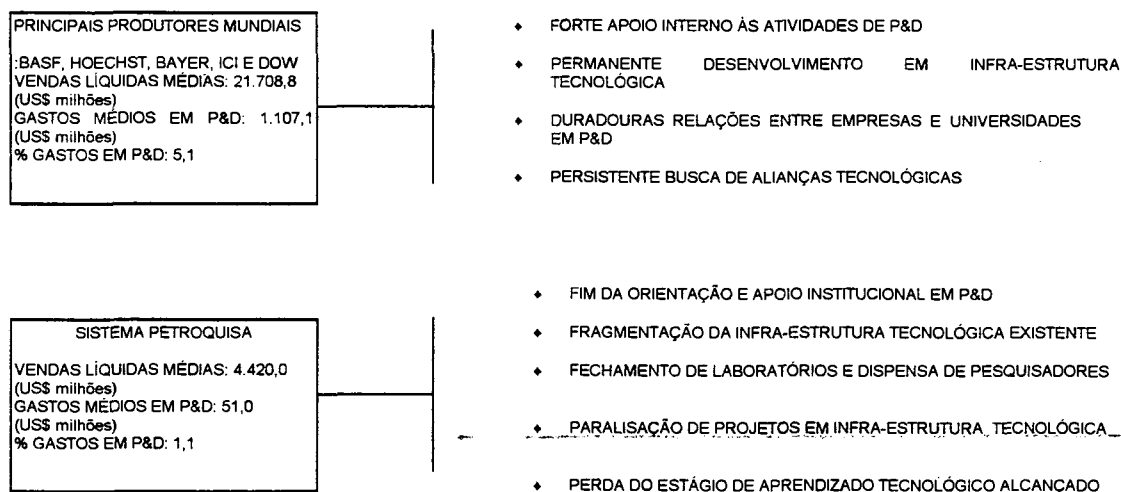 PRINCIPAIS PRODUTORES MUNDIAIS
:BASF, HOECHST, BAYER, ICI E DOW
VENDAS LÍQUIDAS MÉDIAS: 21.708,8
(US$ milhões)
GASTOS MÉDIOS EM P&D: 1.107,1
(US$ milhões)
% GASTOS EM P&D: 5,1
♦ FORTE APOIO INTERNO ÀS ATIVIDADES DE P&D
♦ PERMANENTE DESENVOLVIMENTO EM INFRA-ESTRUTURA
TECNOLÓGICA
♦ DURADOURAS RELAÇÕES ENTRE EMPRESAS E UNIVERSIDADES
EM P&D
♦ PERSISTENTE BUSCA DE ALIANÇAS TECNOLÓGICAS
SISTEMA PETROQUISA
VENDAS LÍQUIDAS MÉDIAS: 4.420,0
(US$ milhões)
GASTOS MÉDIOS EM P&D: 51,0
(US$ milhões)
% GASTOS EM P&D: 1,1
♦ FIM DA ORIENTAÇÃO E APOIO INSTITUCIONAL EM P&D
♦ FRAGMENTAÇÃO DA INFRA-ESTRUTURA TECNOLÓGICA EXISTENTE
♦ FECHAMENTO DE LABORATÓRIOS E DISPENSA DE PESQUISADORES
♦ PARALISAÇÃO DE PROJETOS EM INFRA-ESTRUTURA TECNOLÓGICA
♦ PERDA DO ESTÁGIO DE APRENDIZADO TECNOLÓGICO ALCANÇADO